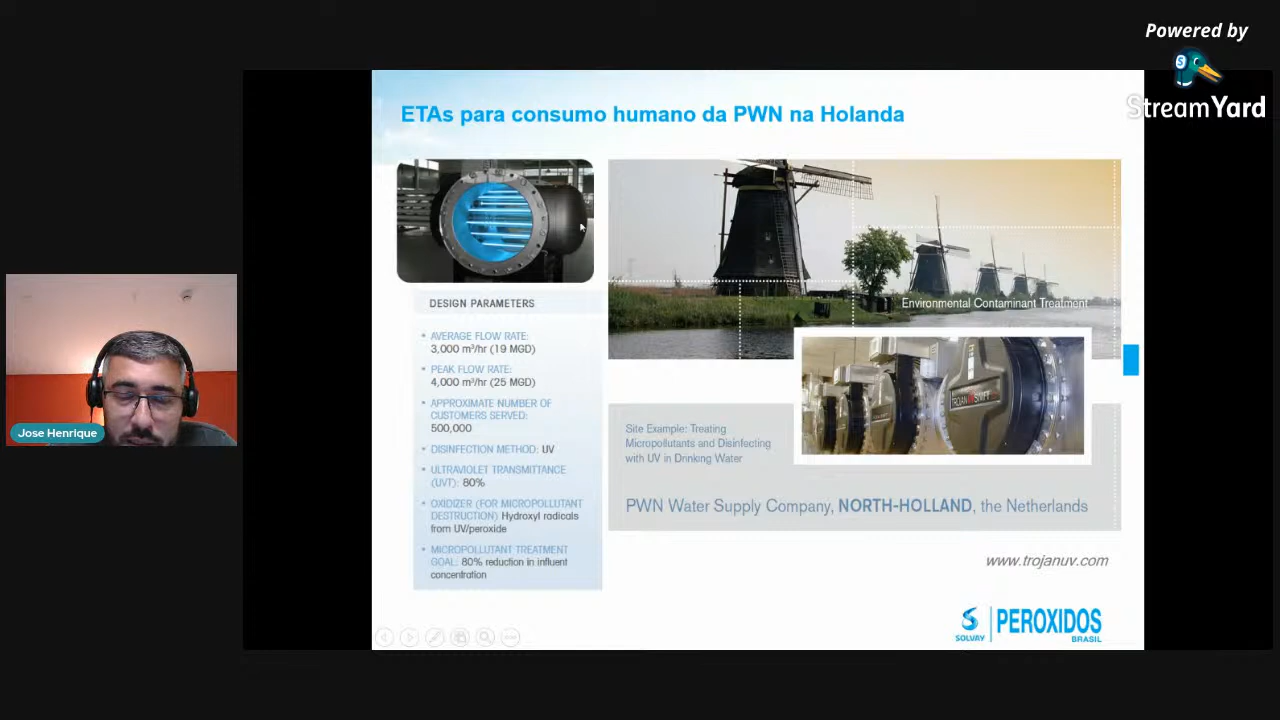 Powered by
StreamYard
ETAs para consumo humano da PWN na Holanda
DESIGN PARAMETERS
• AVERAGE FLOW RATE:
3,000 m³/hr (19 MGD)
• PEAK FLOW RATE:
4,000 m³/hr (25 MGD)
• APPROXIMATE NUMBER OF
CUSTOMERS SERVED:
500,000
• DISINFECTION METHOD: UV
• ULTRAVIOLET TRANSMITTANCE
(UVT): 80%
• OXIDIZER (FOR MICROPOLLUTANT
DESTRUCTION) Hydroxyl radicals
from UV/peroxide
• MICROPOLLUTANT TREATMENT
GOAL: 80% reduction in influent
concentration
Environmental Contaminant Treatment
TROJAN UV SWIFT
Site Example: Treating
Micropollutants and Disinfecting
with UV in Drinking Water
PWN Water Supply Company, NORTH-HOLLAND, the Netherlands
www.trojanuv.com
SOLVAY
PEROXIDOS
BRASIL
Jose Henrique